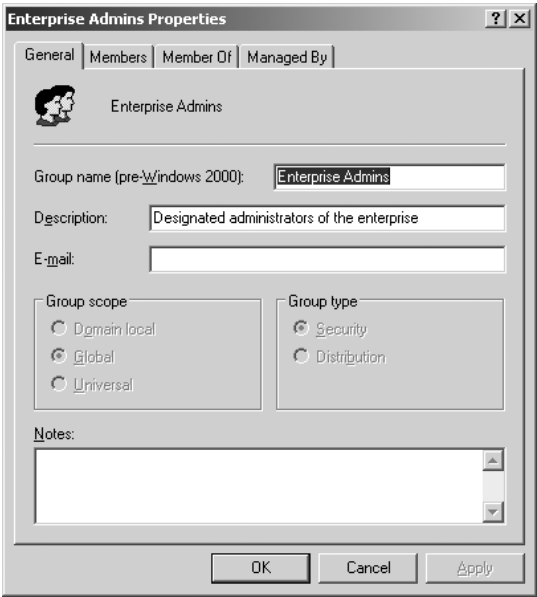 Enterprise Admins Properties
General Members Member Of Managed By
Enterprise Admins
Group name (pre-Windows 2000): Enterprise Admins
Description: Designated administrators of the enterprise
E-mail:
Group scope Group type
Domain local Security
Global Distribution
Universal
Notes:
OK Cancel Apply